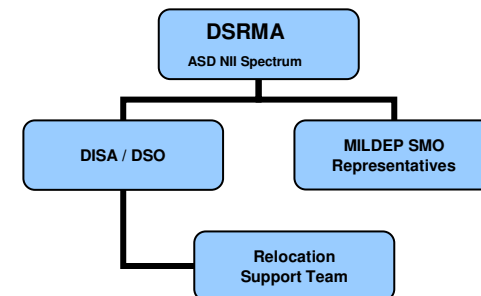 DSRMA
ASD NII Spectrum
DISA / DSO
MILDEP SMO
Representatives
Relocation
Support Team